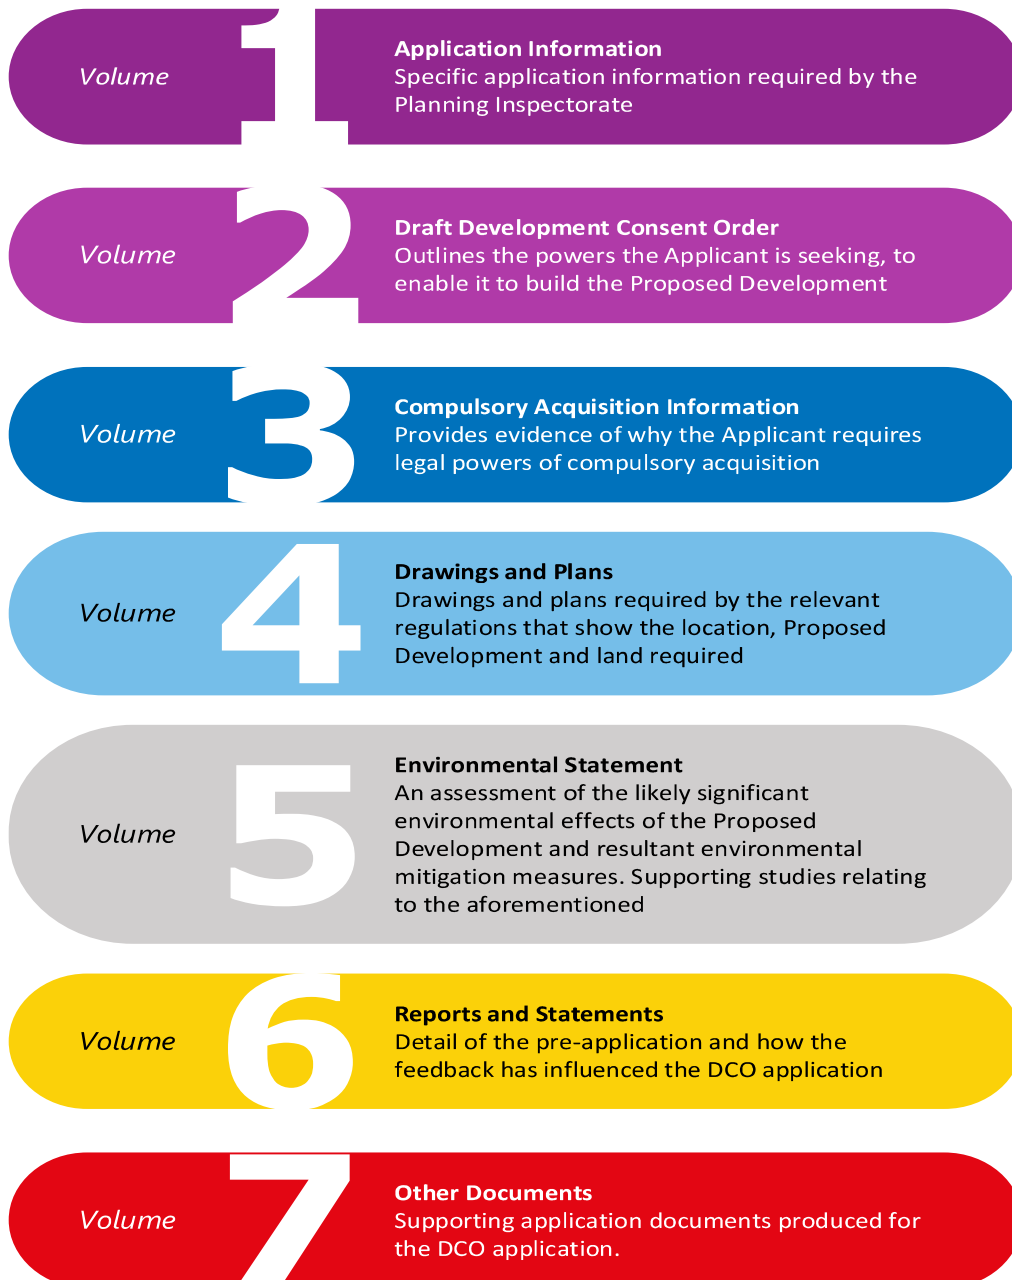 Volume 1
Application Information
Specific application information required by the
Planning Inspectorate
Volume 2
Draft Development Consent Order
Outlines the powers the Applicant is seeking, to
enable it to build the Proposed Development
Volume 3
Compulsory Acquisition Information
Provides evidence of why the Applicant requires
legal powers of compulsory acquisition
Volume 4
Drawings and Plans
Drawings and plans required by the relevant
regulations that show the location, Proposed
Development and land required
Volume 5
Environmental Statement
An assessment of the likely significant
environmental effects of the Proposed
Development and resultant environmental
mitigation measures. Supporting studies relating
to the aforementioned
Volume 6
Reports and Statements
Detail of the pre-application and how the
feedback has influenced the DCO application
Volume 7
Other Documents
Supporting application documents produced for
the DCO application.